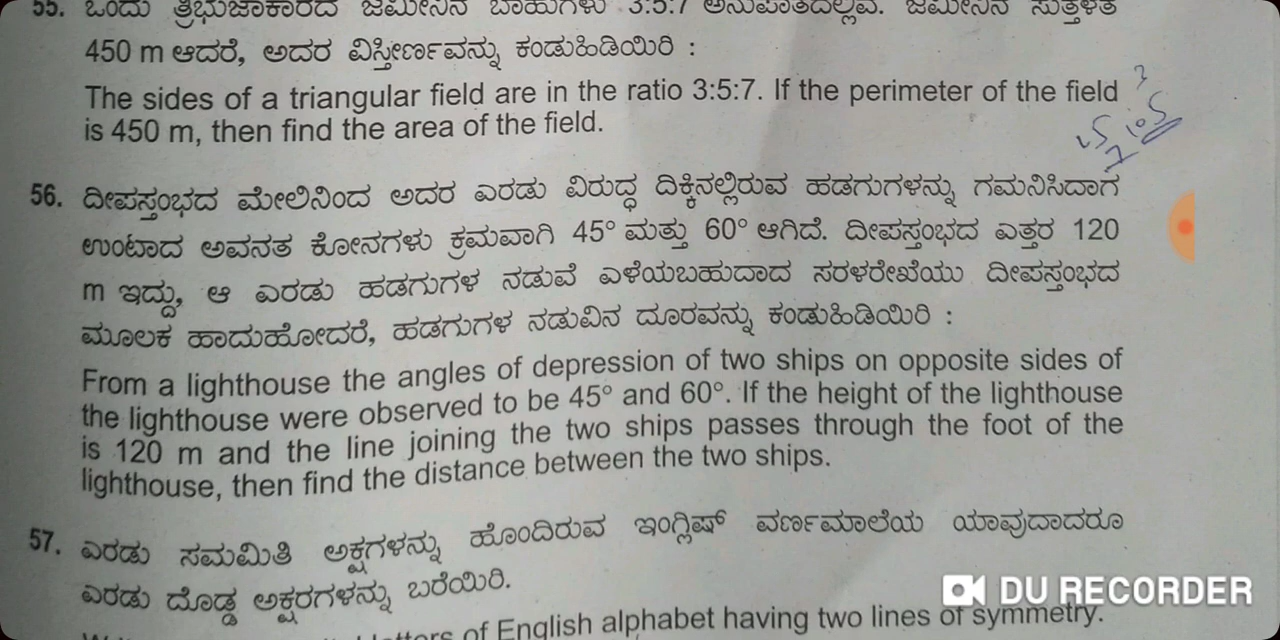 55. ಒಂದು ತ್ರಿಭುಜಾಕಾರದ ಜಮೀನಿನ ಬಾಹುಗಳು 3:5:7 ಅನುಪಾತದಲ್ಲಿವೆ. ಜಮೀನಿನ ಸುತ್ತಳತೆ
450 m ಆದರೆ, ಅದರ ವಿಸ್ತೀರ್ಣವನ್ನು ಕಂಡುಹಿಡಿಯಿರಿ :
The sides of a triangular field are in the ratio 3:5:7. If the perimeter of the field
is 450 m, then find the area of the field.
56. ದೀಪಸ್ತಂಭದ ಮೇಲಿನಿಂದ ಅದರ ಎರಡು ವಿರುದ್ಧ ದಿಕ್ಕಿನಲ್ಲಿರುವ ಹಡಗುಗಳನ್ನು ಗಮನಿಸಿದಾಗ
ಉಂಟಾದ ಅವನತ ಕೋನಗಳು ಕ್ರಮವಾಗಿ 45° ಮತ್ತು 60° ಆಗಿದೆ. ದೀಪಸ್ತಂಭದ ಎತ್ತರ 120
m ಇದ್ದು, ಆ ಎರಡು ಹಡಗುಗಳ ನಡುವೆ ಎಳೆಯಬಹುದಾದ ಸರಳರೇಖೆಯು ದೀಪಸ್ತಂಭದ
ಮೂಲಕ ಹಾದುಹೋದರೆ, ಹಡಗುಗಳ ನಡುವಿನ ದೂರವನ್ನು ಕಂಡುಹಿಡಿಯಿರಿ :
From a lighthouse the angles of depression of two ships on opposite sides of
the lighthouse were observed to be 45° and 60°. If the height of the lighthouse
is 120 m and the line joining the two ships passes through the foot of the
lighthouse, then find the distance between the two ships.
57. ಎರಡು ಸಮಮಿತಿ ಅಕ್ಷಗಳನ್ನು ಹೊಂದಿರುವ ಇಂಗ್ಲಿಷ್ ವರ್ಣಮಾಲೆಯ ಯಾವುದಾದರೂ
ಎರಡು ದೊಡ್ಡ ಅಕ್ಷರಗಳನ್ನು ಬರೆಯಿರಿ.
letters of English alphabet having two lines of symmetry.
DU RECORDER